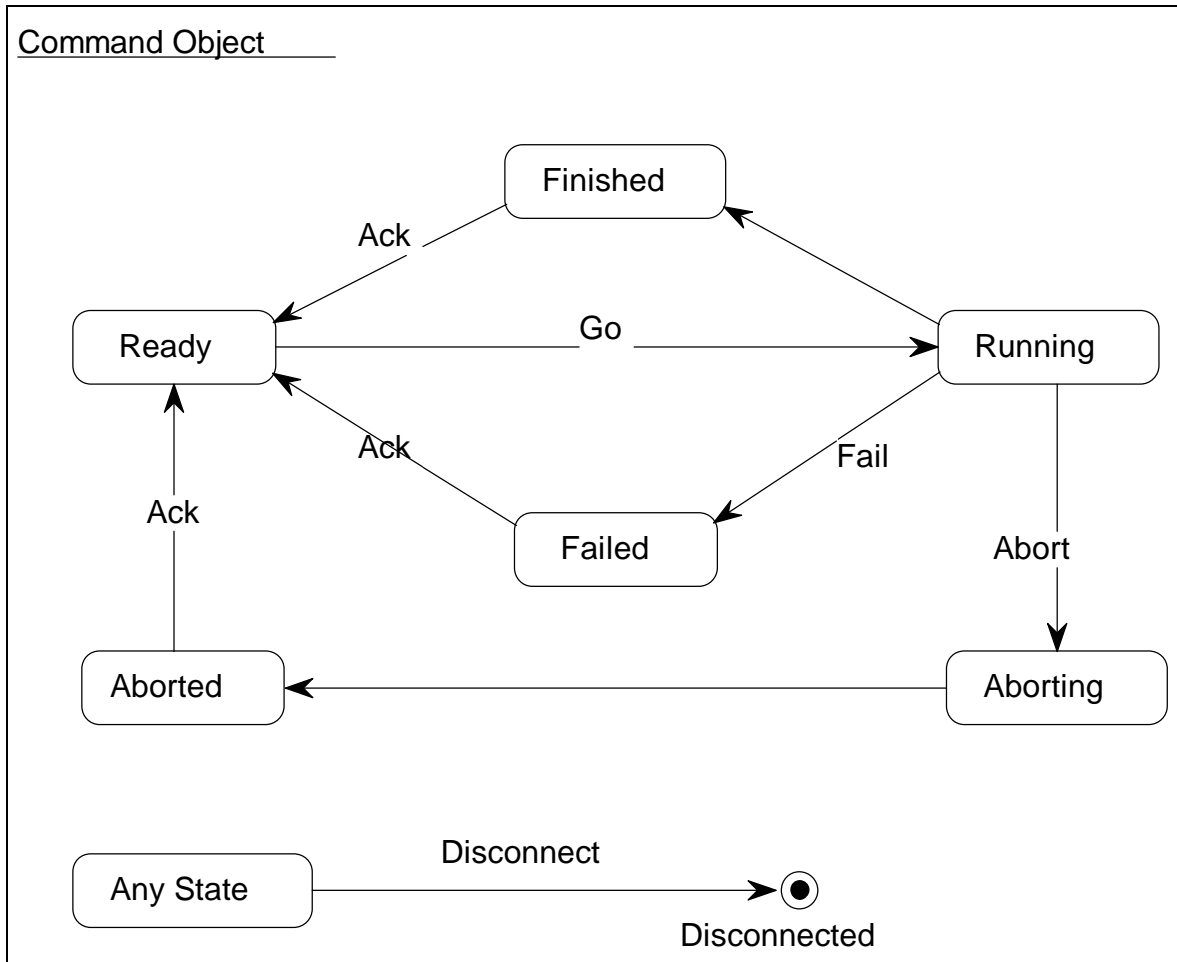 Command Object
Finished
Ack
Go
Ready
Running
Ack
Fail
Ack
Failed
Abort
Aborted
Aborting
Disconnect
Any State
Disconnected